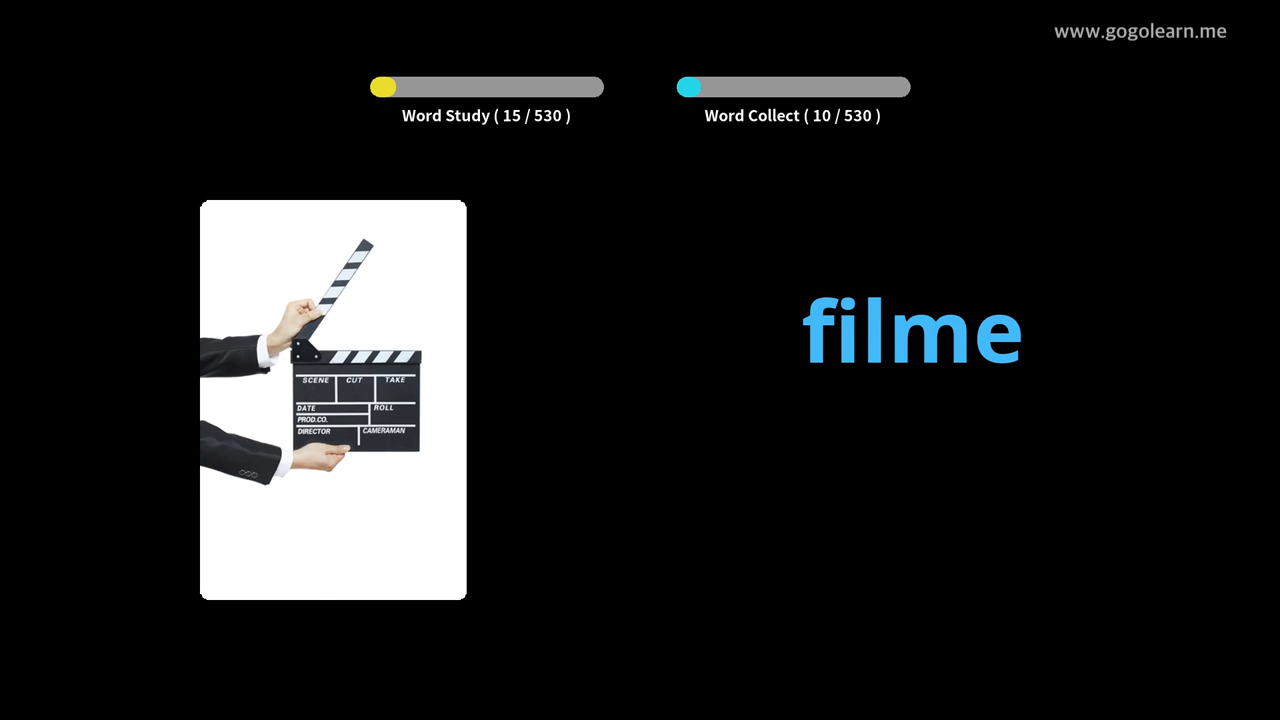 www.gogolearn.me
Word Study ( 15 / 530 )
Word Collect ( 10 / 530 )
filme
SCENE CUT TAKE
DATE ROLL
PROD.CO.
DIRECTOR CAMERAMAN